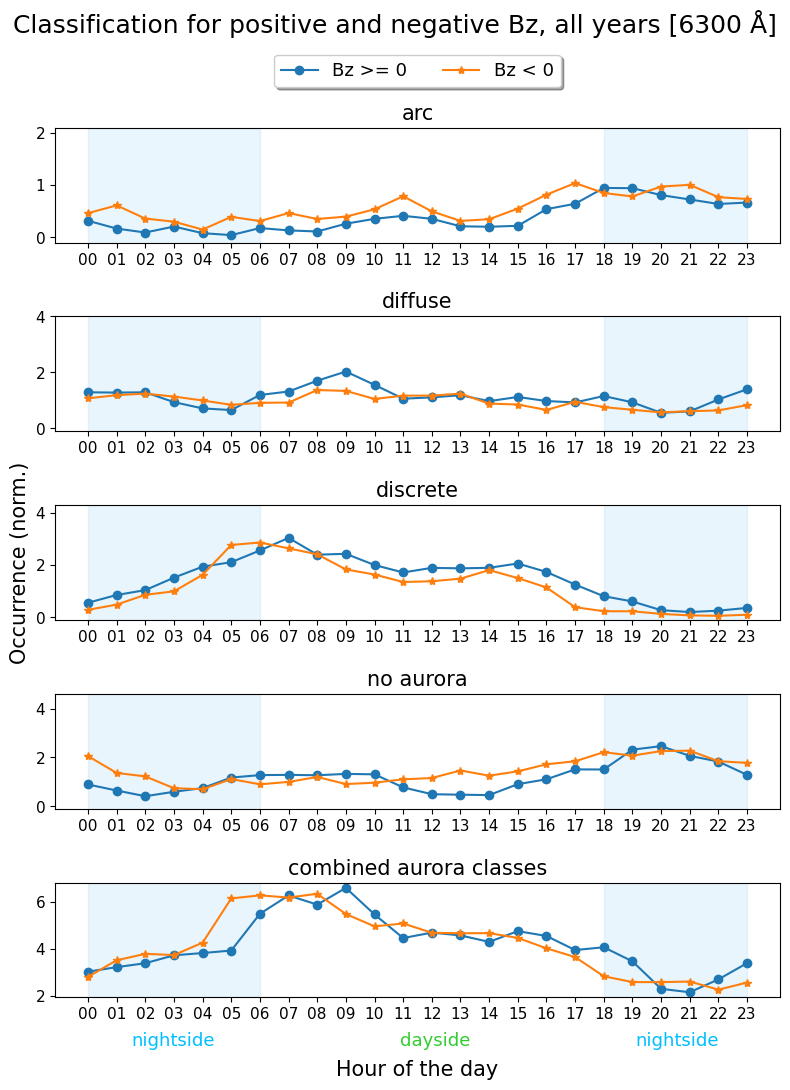 Classification for positive and negative Bz, all years [6300 Å]
Bz >= 0 Bz < 0
arc
2
1
0
00 01 02 03 04 05 06 07 08 09 10 11 12 13 14 15 16 17 18 19 20 21 22 23
diffuse
4
2
0
00 01 02 03 04 05 06 07 08 09 10 11 12 13 14 15 16 17 18 19 20 21 22 23
Occurrence (norm.)
discrete
4
2
0
00 01 02 03 04 05 06 07 08 09 10 11 12 13 14 15 16 17 18 19 20 21 22 23
no aurora
4
2
0
00 01 02 03 04 05 06 07 08 09 10 11 12 13 14 15 16 17 18 19 20 21 22 23
combined aurora classes
6
4
2
00 01 02 03 04 05 06 07 08 09 10 11 12 13 14 15 16 17 18 19 20 21 22 23
nightside dayside nightside
Hour of the day